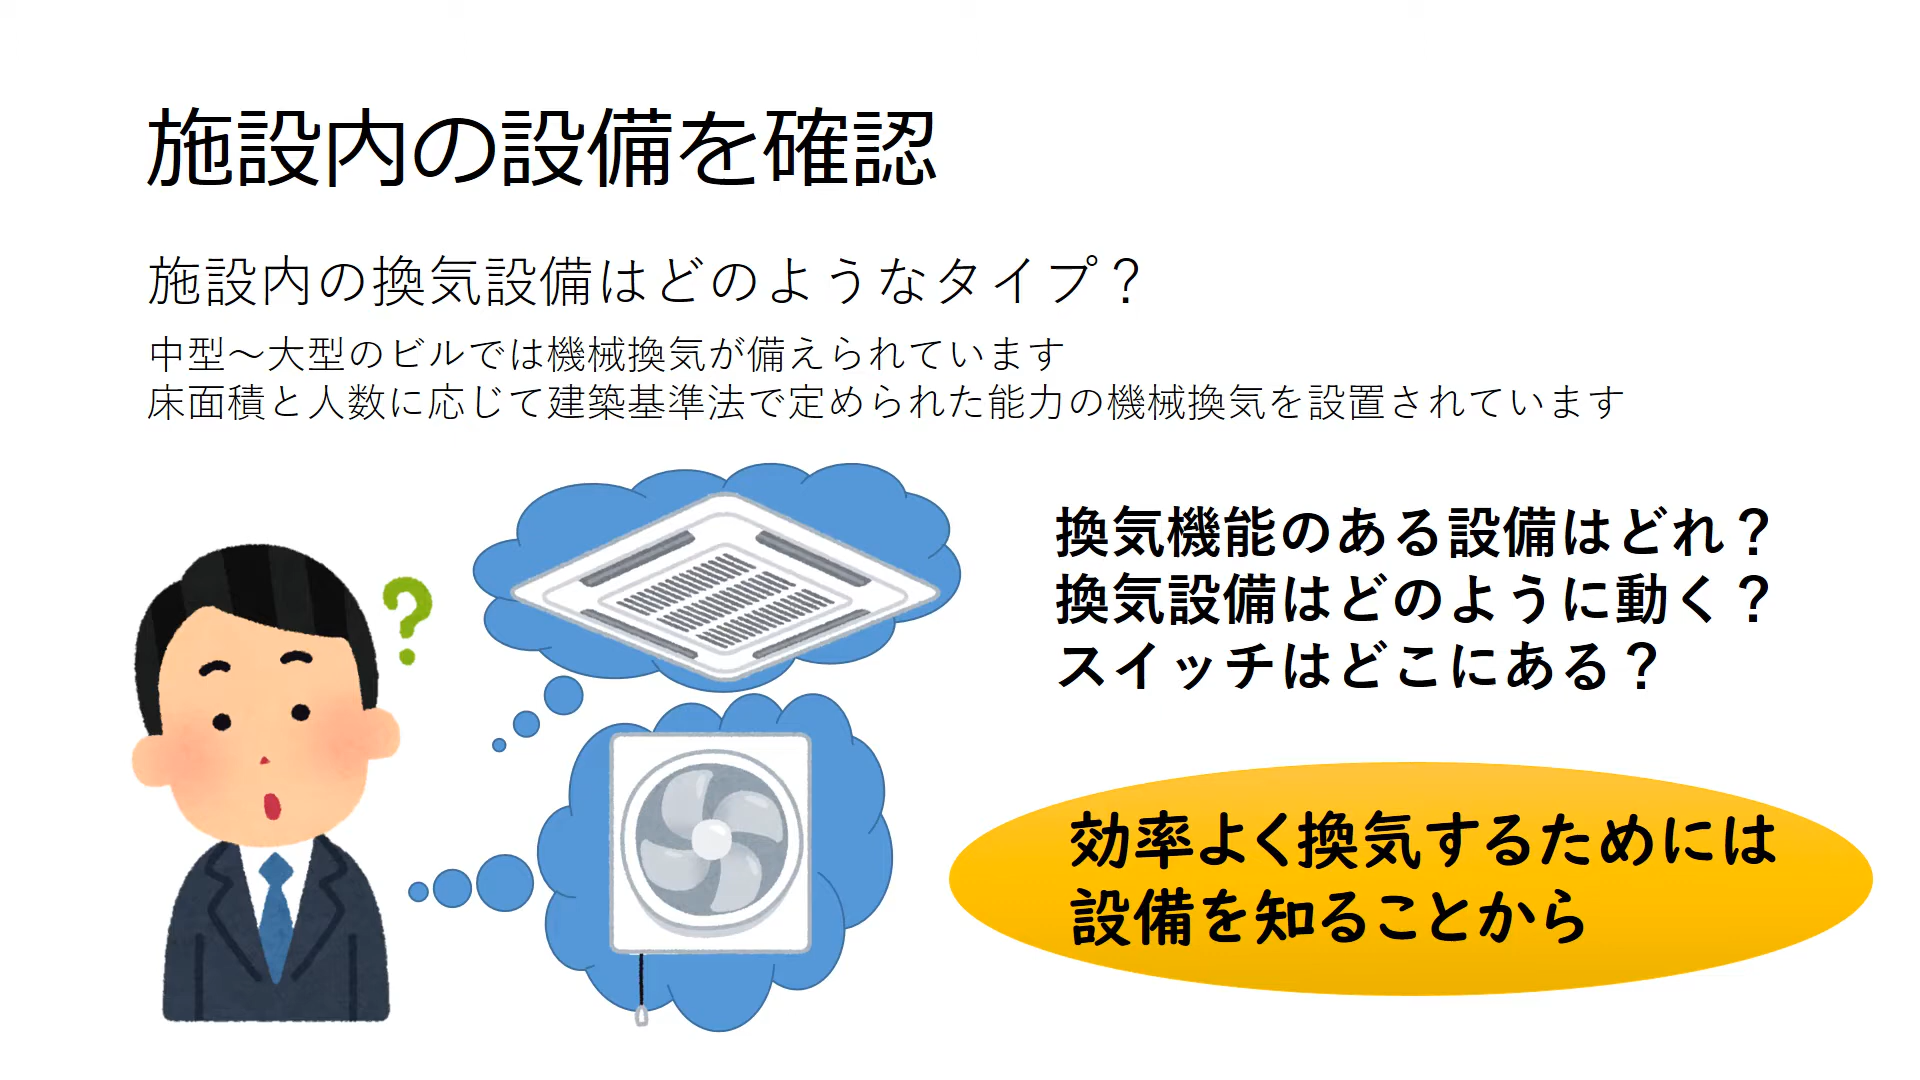 施設内の設備を確認
施設内の換気設備はどのようなタイプ？
中型～大型のビルでは機械換気が備えられています
床面積と人数に応じて建築基準法で定められた能力の機械換気を設置されています
?
換気機能のある設備はどれ？
換気設備はどのように動く？
スイッチはどこにある？
効率よく換気するためには
設備を知ることから